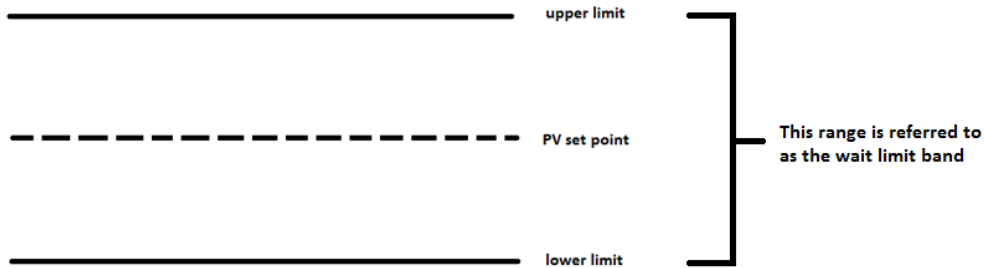 upper limit
PV set point
This range is referred to
as the wait limit band
lower limit